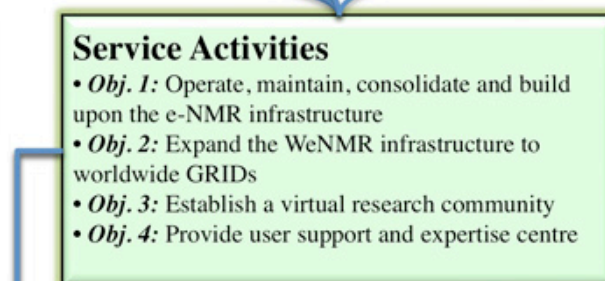 Service Activities
• Obj. 1: Operate, maintain, consolidate and build
upon the e-NMR infrastructure
• Obj. 2: Expand the WeNMR infrastructure to
worldwide GRIDs
• Obj. 3: Establish a virtual research community
• Obj. 4: Provide user support and expertise centre